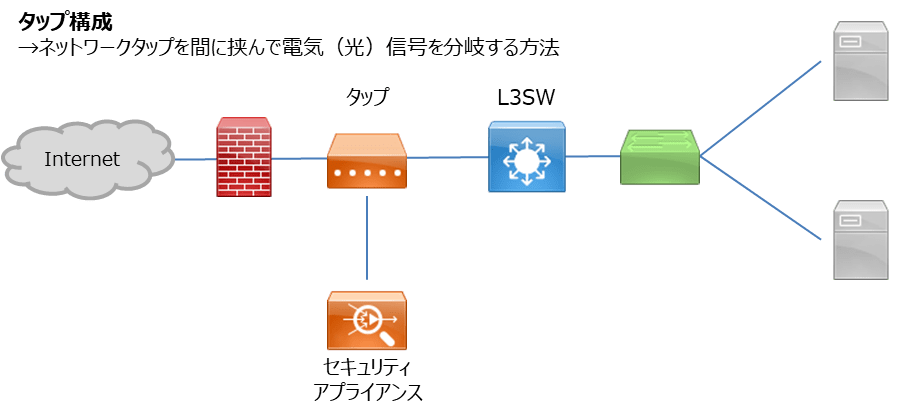 タップ構成
→ネットワークタップを間に挟んで電気（光）信号を分岐する方法
タップ
L3SW
Internet
セキュリティ
アプライアンス